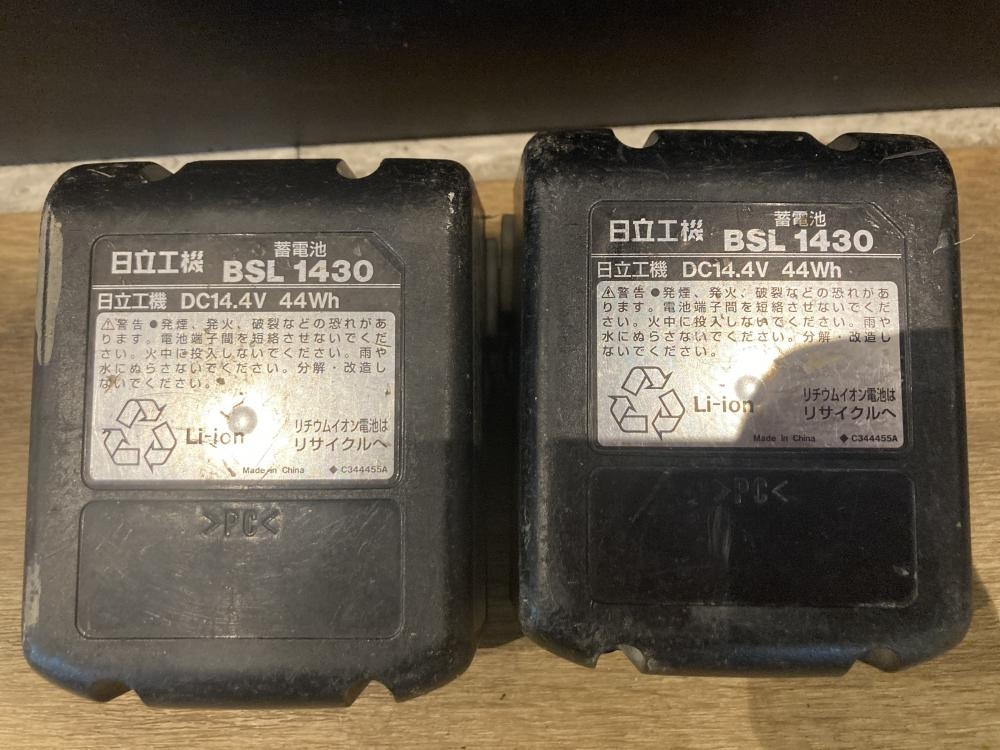 日立工機 蓄電池
BSL 1430
日立工機 DC14.4V 44Wh
⚠警告 ●発煙、発火、破裂などの恐れがあ
ります。電池端子間を短絡させないでくだ
さい。火中に投入しないでください。雨や
水にぬらさないでください。分解・改造し
ないでください。
Li-ion
リチウムイオン電池は
リサイクルへ
Made in China ◆C344455A
>PC<
日立工機 蓄電池
BSL 1430
日立工機 DC14.4V 44Wh
⚠警告 ●発煙、発火、破裂などの恐れがあ
ります。電池端子間を短絡させないでくだ
さい。火中に投入しないでください。雨や
水にぬらさないでください。分解・改造し
ないでください。
Li-ion
リチウムイオン電池は
リサイクルへ
Made in China ◆C344455A
>PC<